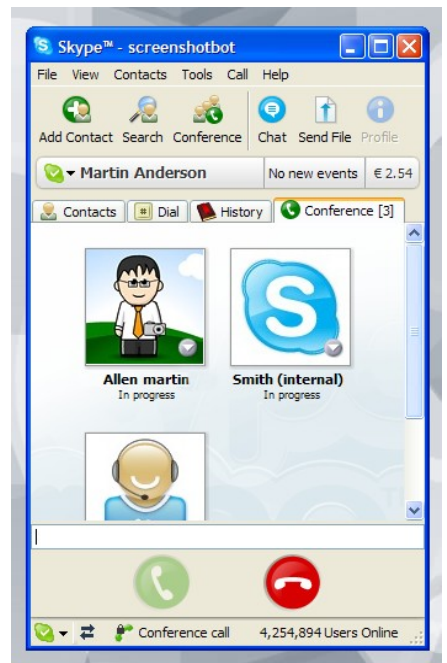 Skype™ - screenshotbot
File View Contacts Tools Call Help
Add Contact Search Conference Chat Send File Profile
Martin Anderson No new events € 2.54
Contacts Dial History Conference [3]
Allen martin Smith (internal)
In progress In progress
Conference call 4,254,894 Users Online